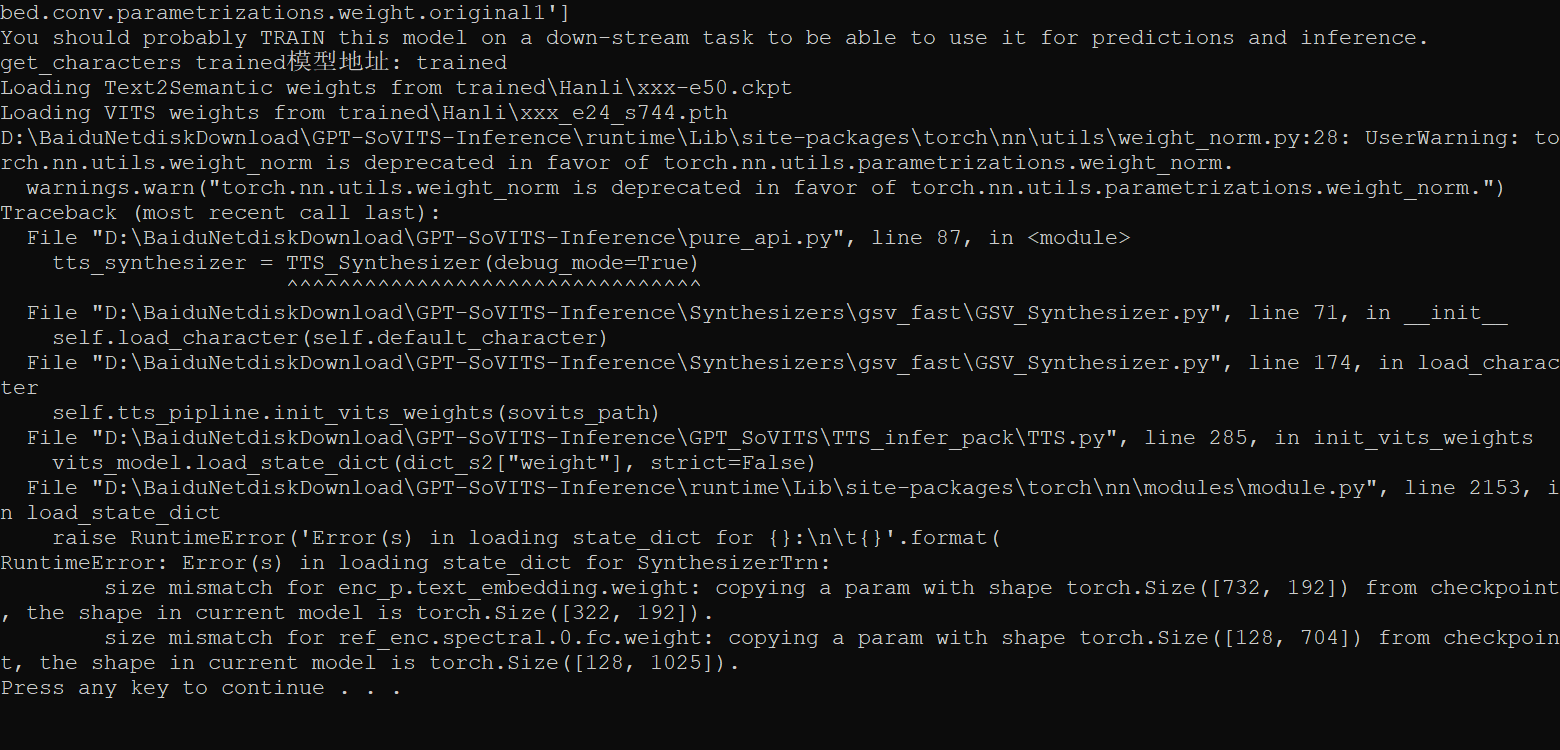 bed.conv.parametrizations.weight.original1']
You should probably TRAIN this model on a down-stream task to be able to use it for predictions and inference.
get_characters trained模型地址: trained
Loading Text2Semantic weights from trained\Hanli\xxx-e50.ckpt
Loading VITS weights from trained\Hanli\xxx_e24_s744.pth
D:\BaiduNetdiskDownload\GPT-SoVITS-Inference\runtime\Lib\site-packages\torch\nn\utils\weight_norm.py:28: UserWarning: to
rch.nn.utils.weight_norm is deprecated in favor of torch.nn.utils.parametrizations.weight_norm.
  warnings.warn("torch.nn.utils.weight_norm is deprecated in favor of torch.nn.utils.parametrizations.weight_norm.")
Traceback (most recent call last):
  File "D:\BaiduNetdiskDownload\GPT-SoVITS-Inference\pure_api.py", line 87, in <module>
    tts_synthesizer = TTS_Synthesizer(debug_mode=True)
                      ^^^^^^^^^^^^^^^^^^^^^^^^^^^^^^^^
  File "D:\BaiduNetdiskDownload\GPT-SoVITS-Inference\Synthesizers\gsv_fast\GSV_Synthesizer.py", line 71, in __init__
    self.load_character(self.default_character)
  File "D:\BaiduNetdiskDownload\GPT-SoVITS-Inference\Synthesizers\gsv_fast\GSV_Synthesizer.py", line 174, in load_charac
ter
    self.tts_pipline.init_vits_weights(sovits_path)
  File "D:\BaiduNetdiskDownload\GPT-SoVITS-Inference\GPT_SoVITS\TTS_infer_pack\TTS.py", line 285, in init_vits_weights
    vits_model.load_state_dict(dict_s2["weight"], strict=False)
  File "D:\BaiduNetdiskDownload\GPT-SoVITS-Inference\runtime\Lib\site-packages\torch\nn\modules\module.py", line 2153, i
n load_state_dict
    raise RuntimeError('Error(s) in loading state_dict for {}:\n\t{}'.format(
RuntimeError: Error(s) in loading state_dict for SynthesizerTrn:
        size mismatch for enc_p.text_embedding.weight: copying a param with shape torch.Size([732, 192]) from checkpoint
, the shape in current model is torch.Size([322, 192]).
        size mismatch for ref_enc.spectral.0.fc.weight: copying a param with shape torch.Size([128, 704]) from checkpoin
t, the shape in current model is torch.Size([128, 1025]).
Press any key to continue . . .